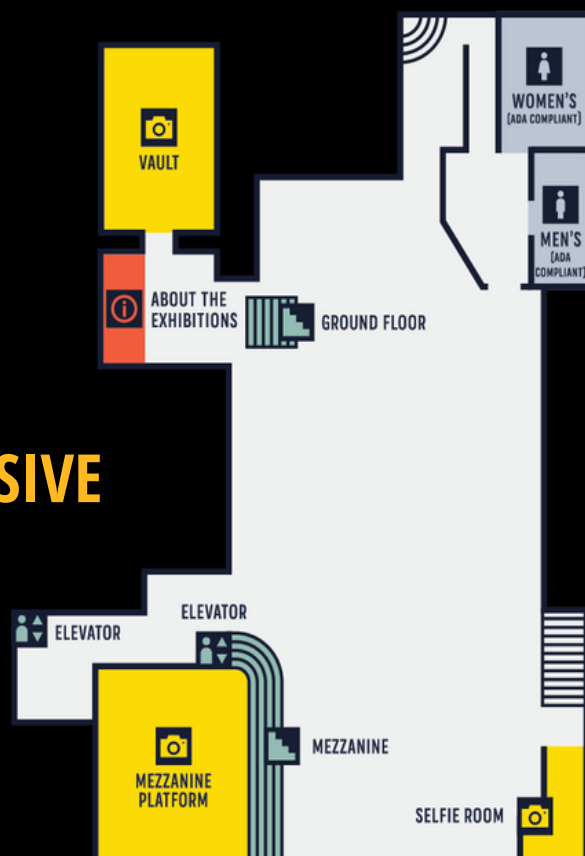 WOMEN'S
(ADA COMPLIANT)
VAULT
MEN'S
(ADA
COMPLIANT)
ABOUT THE
EXHIBITIONS
GROUND FLOOR
SIVE
ELEVATOR
ELEVATOR
MEZZANINE
MEZZANINE
PLATFORM
SELFIE ROOM